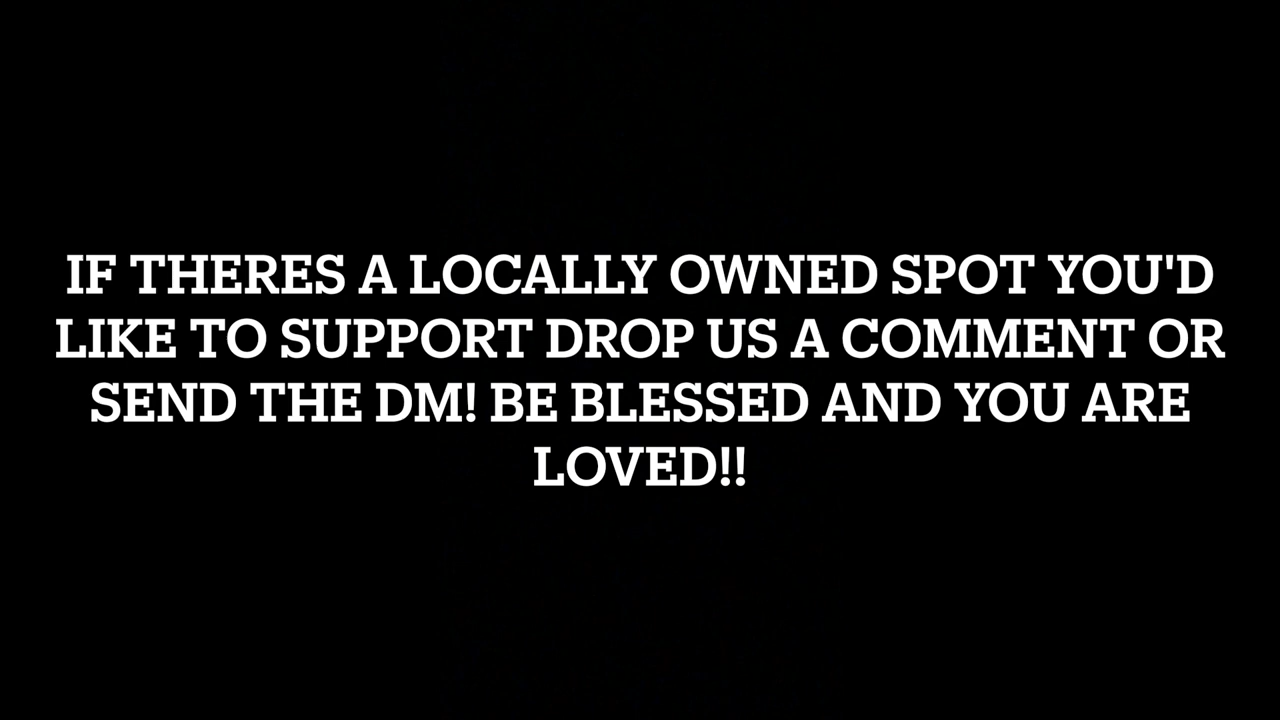 IF THERES A LOCALLY OWNED SPOT YOU'D
LIKE TO SUPPORT DROP US A COMMENT OR
SEND THE DM! BE BLESSED AND YOU ARE
LOVED!!